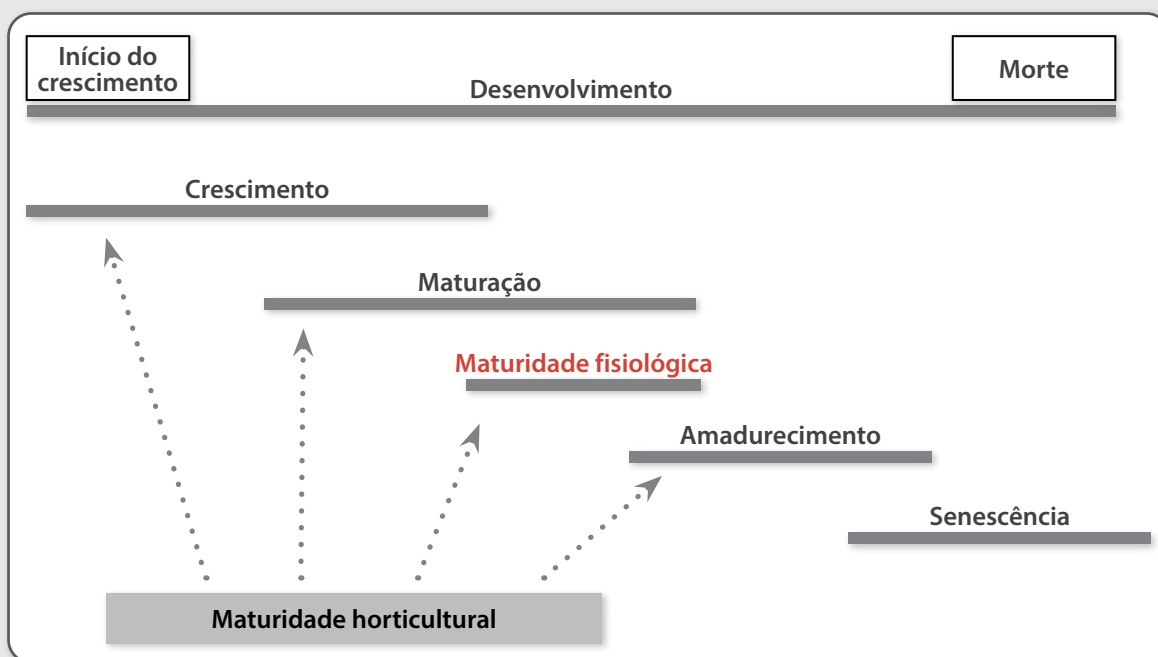 Início do
crescimento
Desenvolvimento
Morte
Crescimento
Maturação
Maturidade fisiológica
Amadurecimento
Senescência
Maturidade horticultural